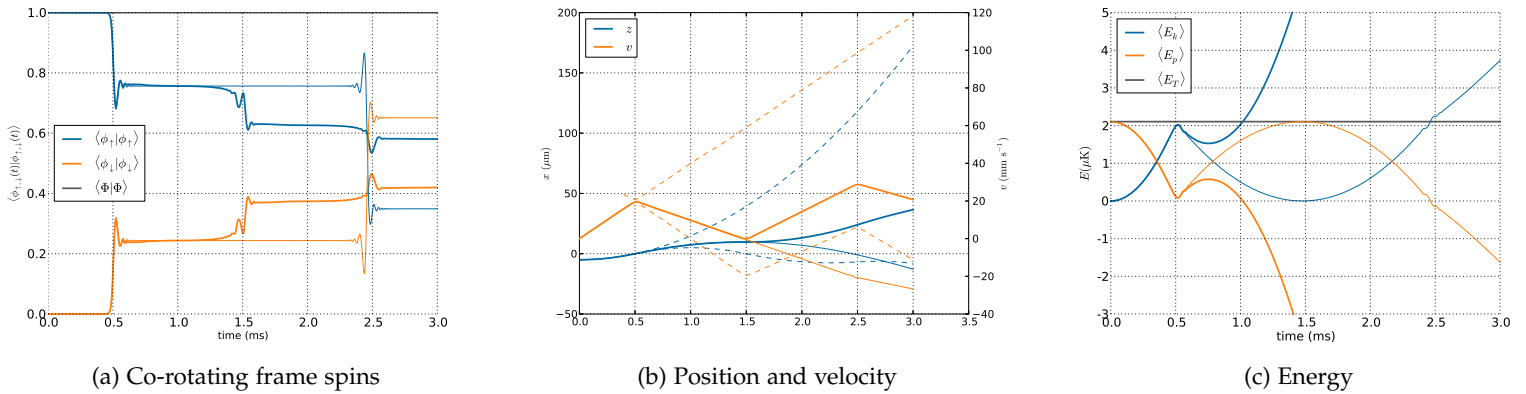 1.0
0.8
0.6
0.4
0.2
0.0
⟨ϕ↑,↓(t)|ϕ↑,↓(t)⟩
⟨ϕ↑|ϕ↑⟩
⟨ϕ↓|ϕ↓⟩
⟨Φ|Φ⟩
0.0 0.5 1.0 1.5 2.0 2.5 3.0
time (ms)
(a) Co-rotating frame spins
200
150
100
50
0
−50
x (μm)
z
v
120
100
80
60
40
20
0
−20
−40
v (mm s⁻¹)
0.0 0.5 1.0 1.5 2.0 2.5 3.0 3.5
time (ms)
(b) Position and velocity
5
4
3
2
1
0
−1
−2
−3
E(μK)
⟨Eₖ⟩
⟨Eₚ⟩
⟨E_T⟩
0.0 0.5 1.0 1.5 2.0 2.5 3.0
time (ms)
(c) Energy